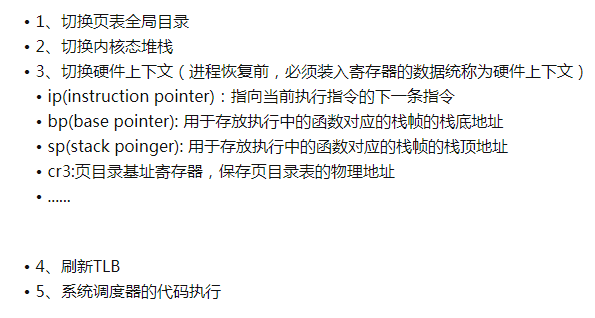 • 1、切换页表全局目录
• 2、切换内核态堆栈
• 3、切换硬件上下文（进程恢复前，必须装入寄存器的数据统称为硬件上下文）
• ip(instruction pointer)：指向当前执行指令的下一条指令
• bp(base pointer): 用于存放执行中的函数对应的栈帧的栈底地址
• sp(stack poinger): 用于存放执行中的函数对应的栈帧的栈顶地址
• cr3:页目录基址寄存器，保存页目录表的物理地址
• ......
• 4、刷新TLB
• 5、系统调度器的代码执行